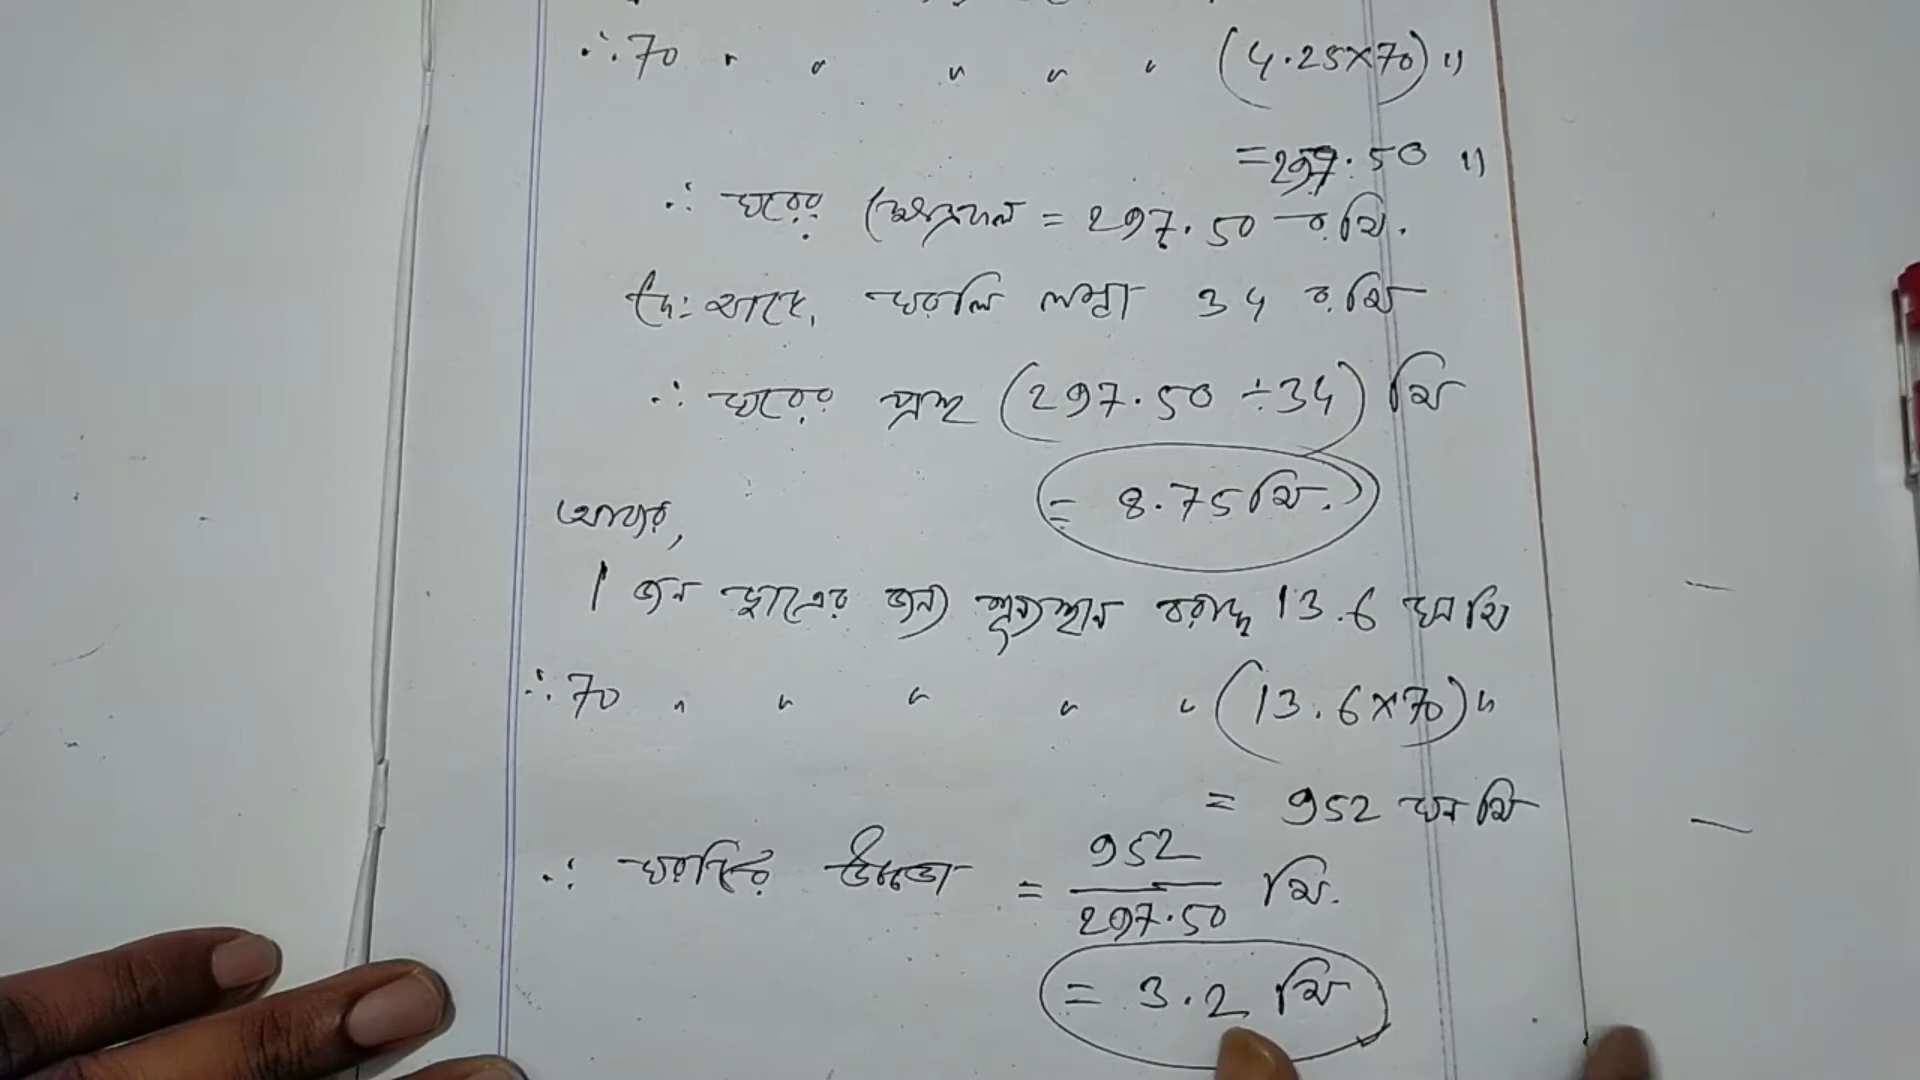 ∴ 70 " " " " " (4.25×70) "
= 297.50 "
∴ ঘরের ক্ষেত্রফল = 297.50 ব.মি.
দেঃ আছে, ঘরটি লম্বা 34 ব.মি
∴ ঘরের প্রস্থ (297.50 ÷ 34) মি
= 8.75 মি.
আবার,
1 জন ছাত্রের জন্য শূন্যস্থান বরাদ্দ 13.6 ঘন মি
∴ 70 " " " " " (13.6×70) "
= 952 ঘন মি
∴ ঘরটির উচ্চতা = 952/297.50 মি.
= 3.2 মি